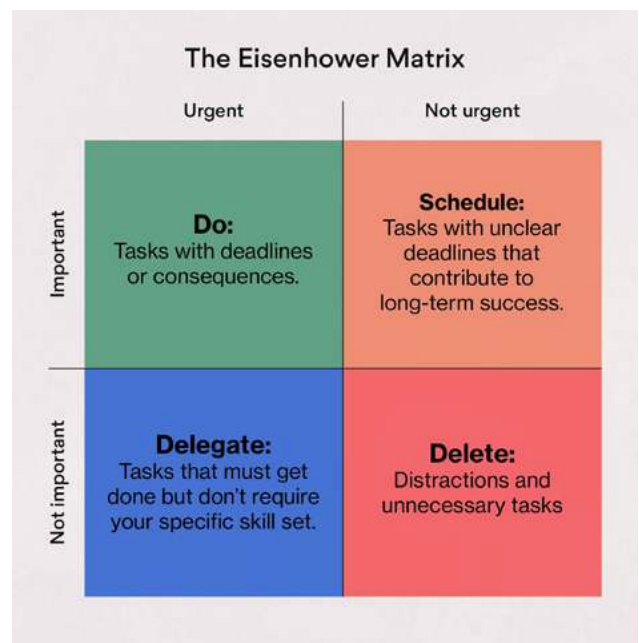 The Eisenhower Matrix
Urgent
Not urgent
Important
Do:
Tasks with deadlines
or consequences.
Schedule:
Tasks with unclear
deadlines that
contribute to
long-term success.
Not important
Delegate:
Tasks that must get
done but don’t require
your specific skill set.
Delete:
Distractions and
unnecessary tasks